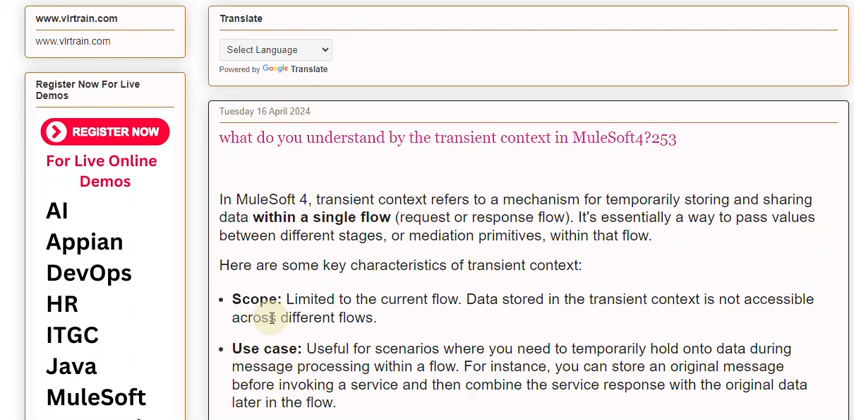 www.vlrtrain.com
www.vlrtrain.com
Register Now For Live
Demos
REGISTER NOW
For Live Online
Demos
AI
Appian
DevOps
HR
ITGC
Java
MuleSoft
Translate
Select Language
Powered by Google Translate
Tuesday 16 April 2024
what do you understand by the transient context in MuleSoft4?253
In MuleSoft 4, transient context refers to a mechanism for temporarily storing and sharing
data within a single flow (request or response flow). It's essentially a way to pass values
between different stages, or mediation primitives, within that flow.
Here are some key characteristics of transient context:
• Scope: Limited to the current flow. Data stored in the transient context is not accessible
across different flows.
• Use case: Useful for scenarios where you need to temporarily hold onto data during
message processing within a flow. For instance, you can store an original message
before invoking a service and then combine the service response with the original data
later in the flow.